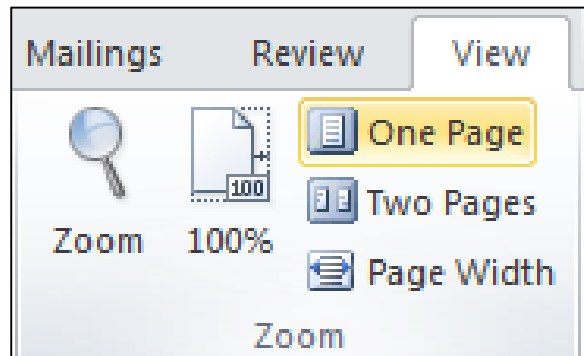 Mailings Review View
One Page
100
Two Pages
Zoom 100%
Page Width
Zoom